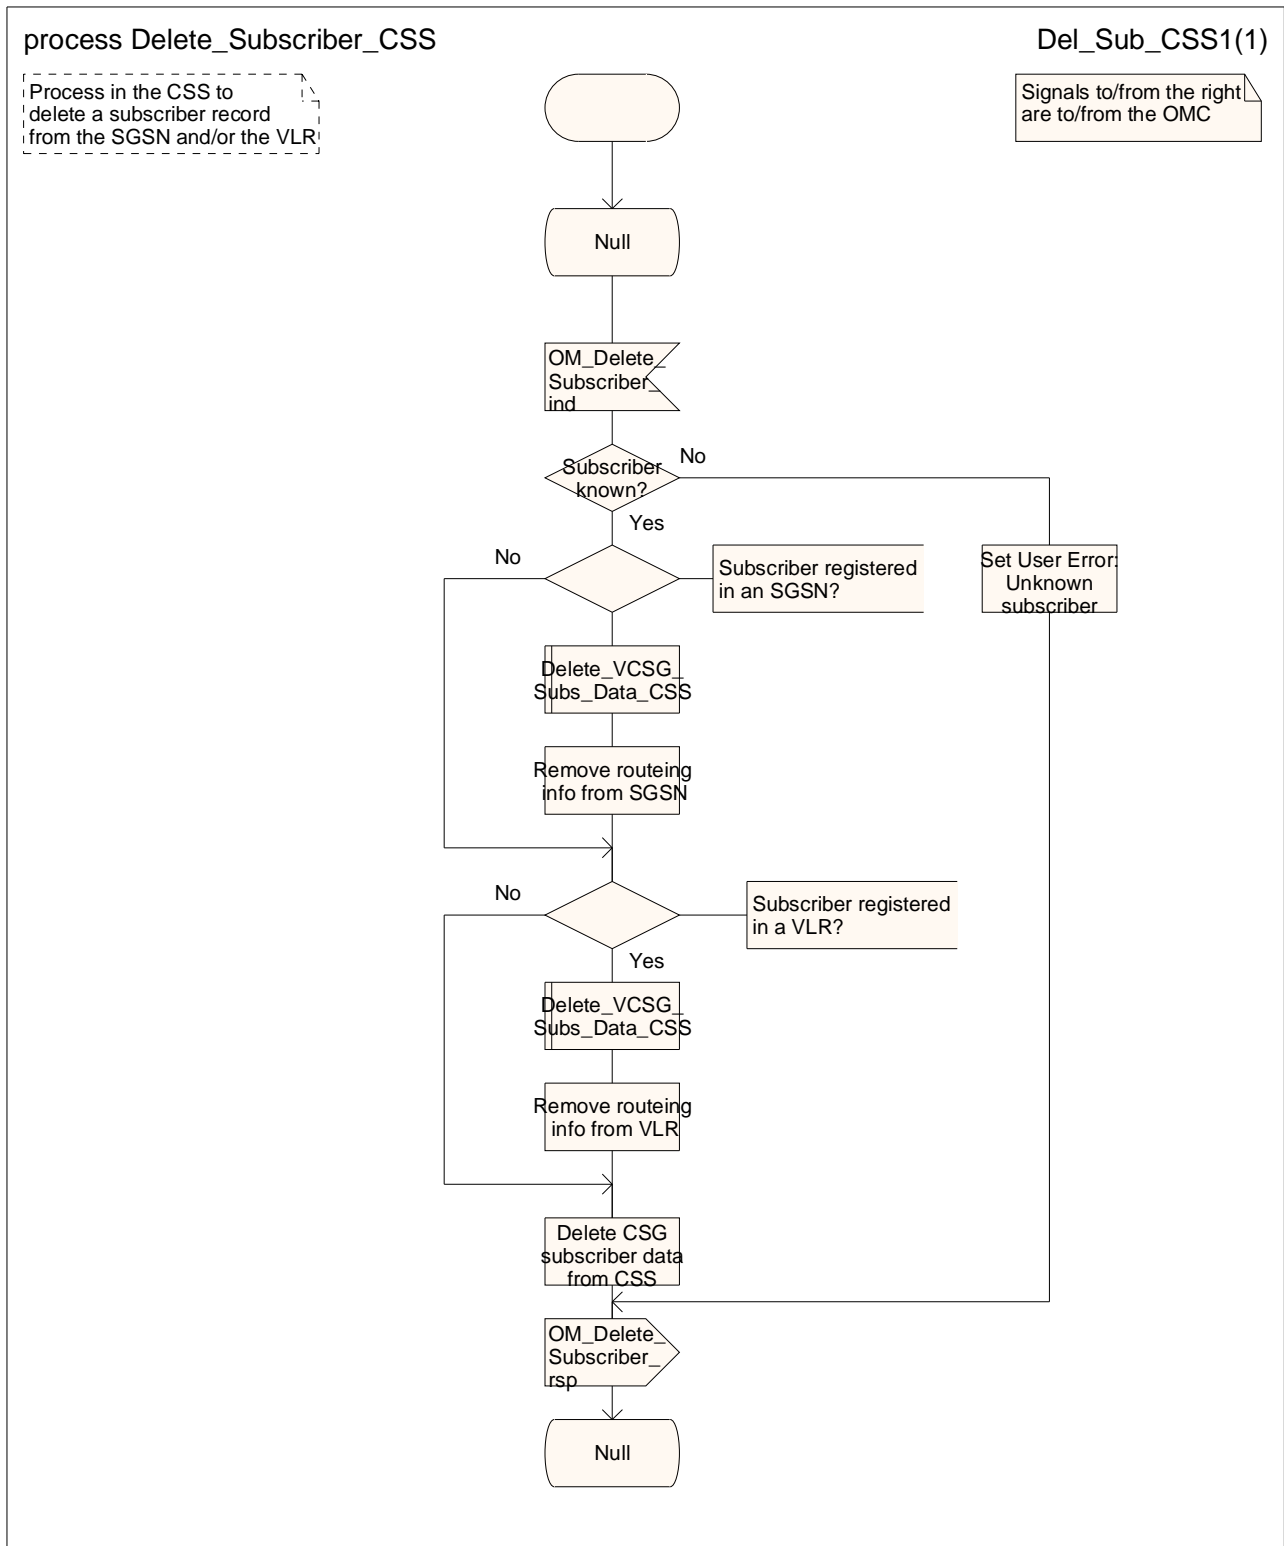 process Delete_Subscriber_CSS
Del_Sub_CSS1(1)
Process in the CSS to
delete a subscriber record
from the SGSN and/or the VLR
Signals to/from the right
are to/from the OMC
Null
OM_Delete_
Subscriber_
ind
Subscriber
known?
No
Yes
No
Subscriber registered
in an SGSN?
Set User Error:
Unknown
subscriber
Delete_VCSG_
Subs_Data_CSS
Remove routeing
info from SGSN
No
Subscriber registered
in a VLR?
Yes
Delete_VCSG_
Subs_Data_CSS
Remove routeing
info from VLR
Delete CSG
subscriber data
from CSS
OM_Delete_
Subscriber_
rsp
Null